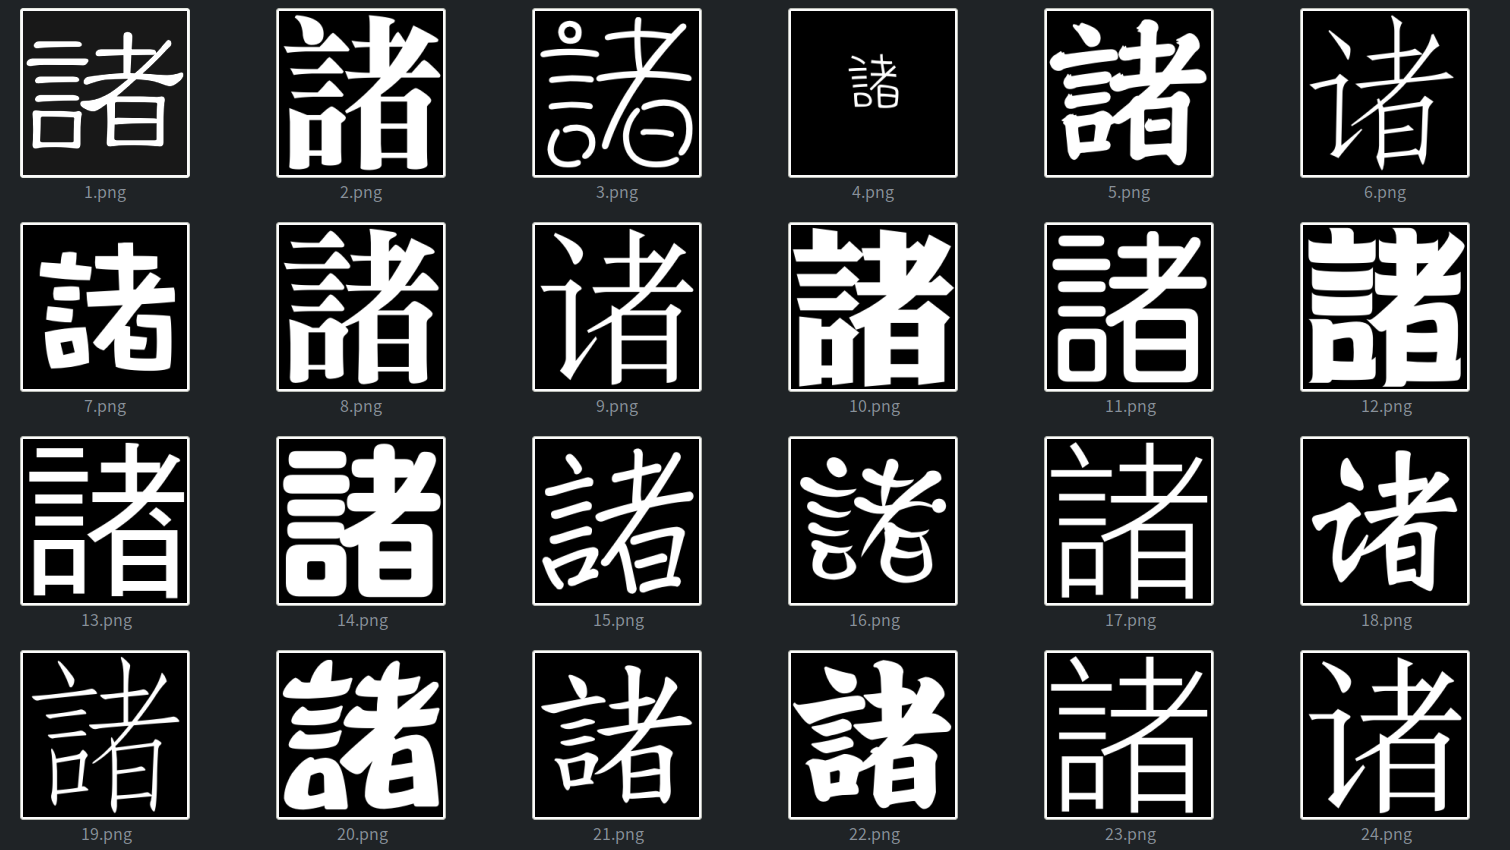 諸 諸 諸 諸 諸 诸
1.png 2.png 3.png 4.png 5.png 6.png
諸 諸 诸 諸 諸 諸
7.png 8.png 9.png 10.png 11.png 12.png
諸 諸 諸 諸 諸 诸
13.png 14.png 15.png 16.png 17.png 18.png
諸 諸 諸 諸 諸 诸
19.png 20.png 21.png 22.png 23.png 24.png